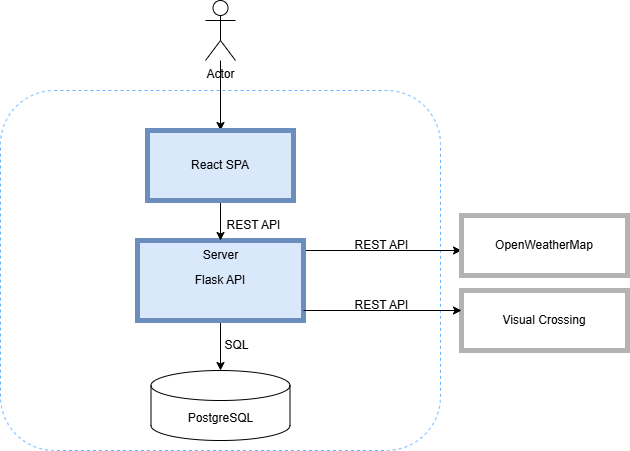 Actor
React SPA
REST API
Server
Flask API
REST API
OpenWeatherMap
REST API
Visual Crossing
SQL
PostgreSQL